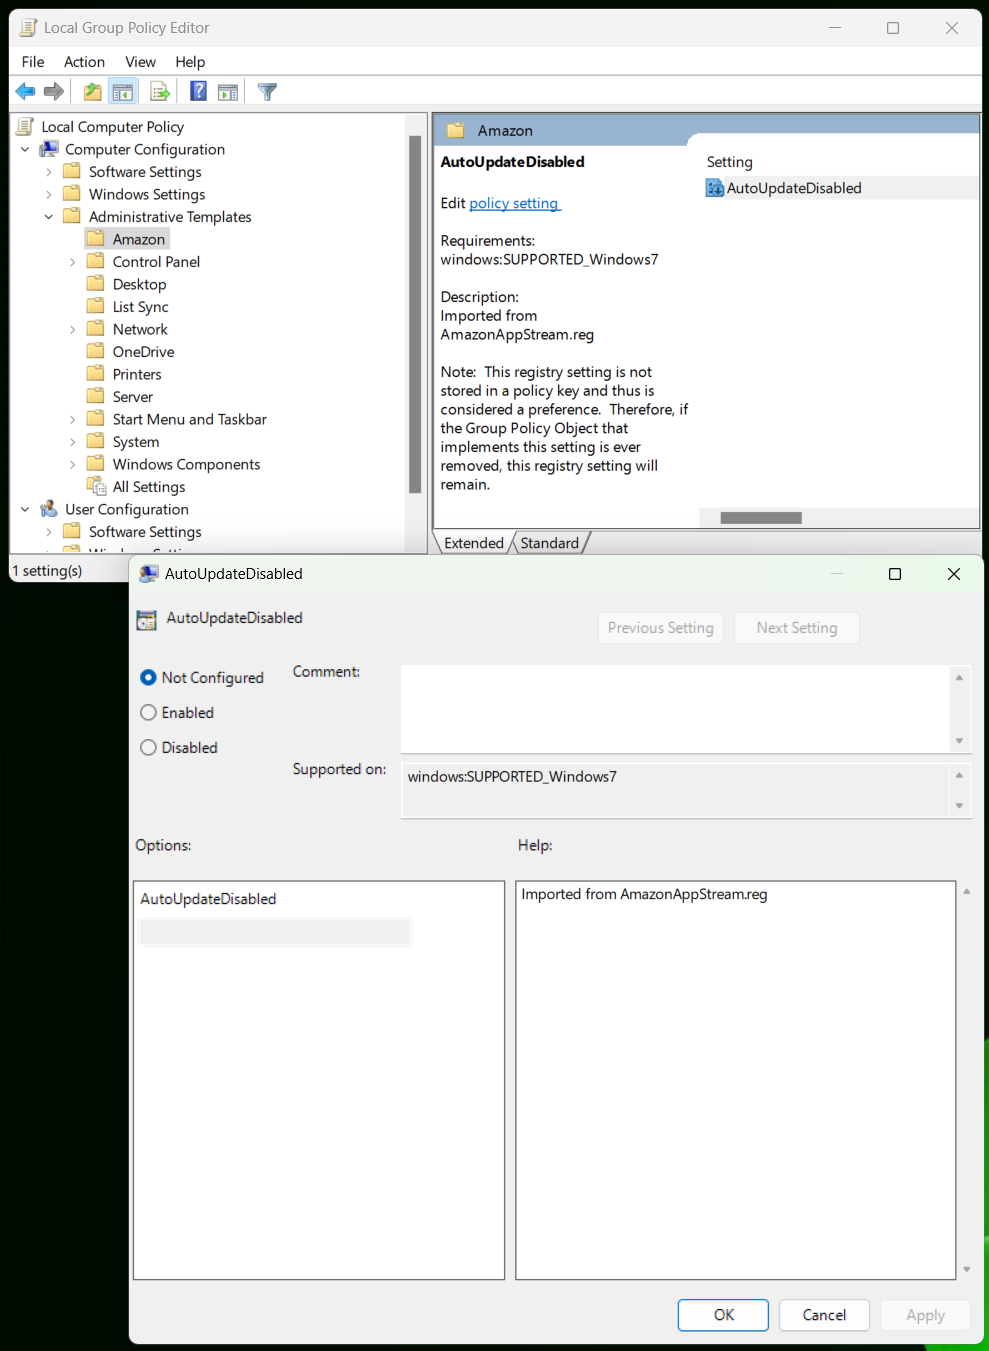 Local Group Policy Editor
File Action View Help
Local Computer Policy
Computer Configuration
Software Settings
Windows Settings
Administrative Templates
Amazon
Control Panel
Desktop
List Sync
Network
OneDrive
Printers
Server
Start Menu and Taskbar
System
Windows Components
All Settings
User Configuration
Software Settings
1 setting(s)
Amazon
AutoUpdateDisabled
Edit policy setting
Requirements:
windows:SUPPORTED_Windows7
Description:
Imported from
AmazonAppStream.reg
Note: This registry setting is not
stored in a policy key and thus is
considered a preference. Therefore, if
the Group Policy Object that
implements this setting is ever
removed, this registry setting will
remain.
Setting
AutoUpdateDisabled
Extended Standard
AutoUpdateDisabled
AutoUpdateDisabled
Previous Setting Next Setting
Not Configured
Enabled
Disabled
Comment:
Supported on:
windows:SUPPORTED_Windows7
Options:
Help:
AutoUpdateDisabled
Imported from AmazonAppStream.reg
OK Cancel Apply